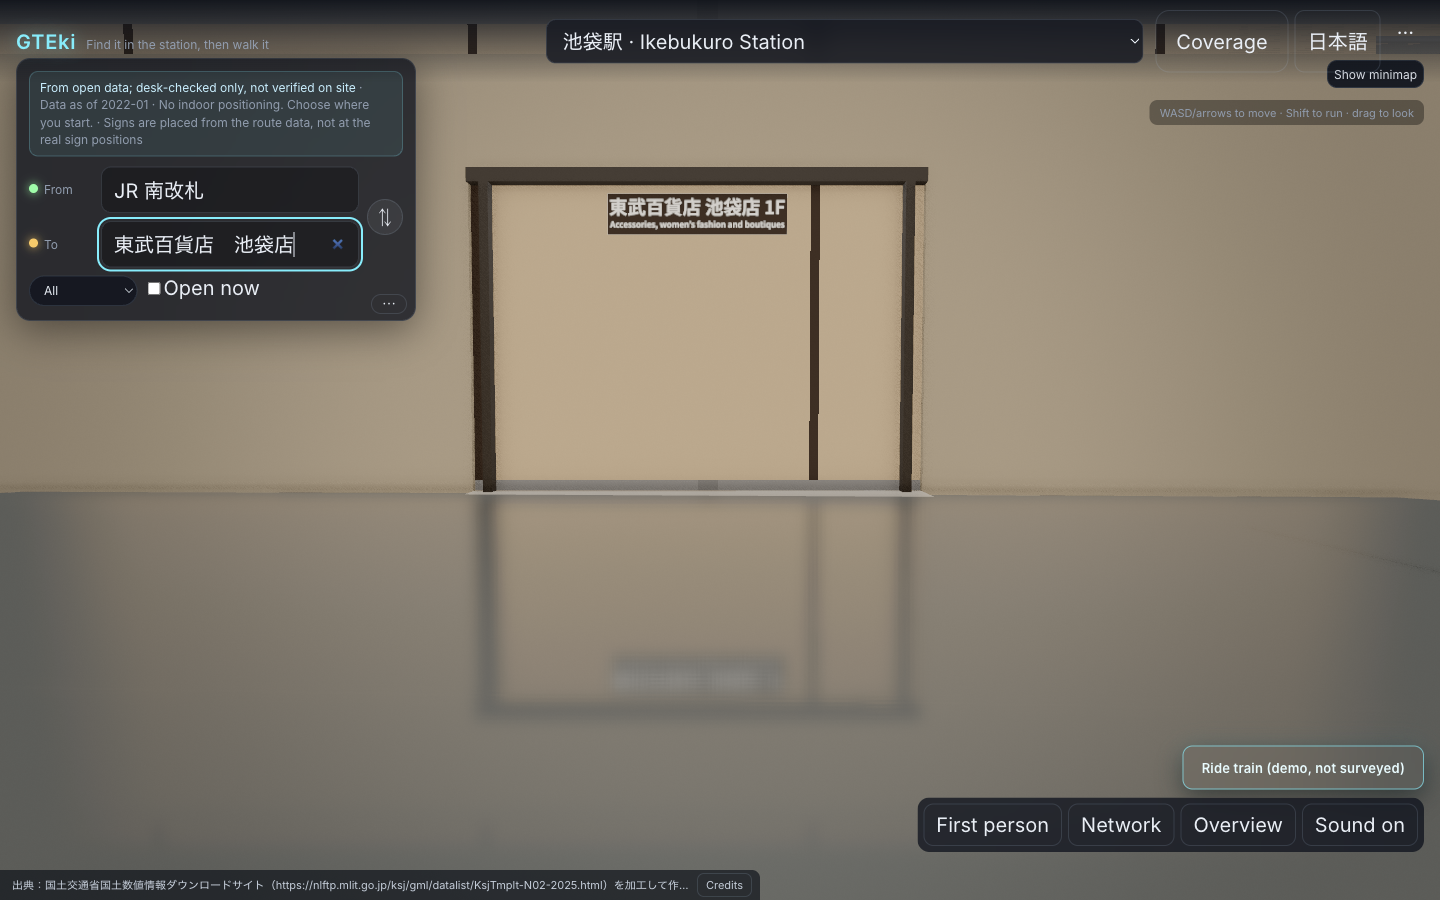 GTEki Find it in the station, then walk it
池袋駅 · Ikebukuro Station
Coverage
日本語
...
Show minimap
WASD/arrows to move · Shift to run · drag to look
From open data; desk-checked only, not verified on site ·
Data as of 2022-01 · No indoor positioning. Choose where
you start. · Signs are placed from the route data, not at the
real sign positions
From JR 南改札
To 東武百貨店　池袋店
All
Open now
...
東武百貨店 池袋店 1F
Accessories, women's fashion and boutiques
Ride train (demo, not surveyed)
First person
Network
Overview
Sound on
出典：国土交通省国土数値情報ダウンロードサイト（https://nlftp.mlit.go.jp/ksj/gml/datalist/KsjTmplt-N02-2025.html）を加工して作...
Credits